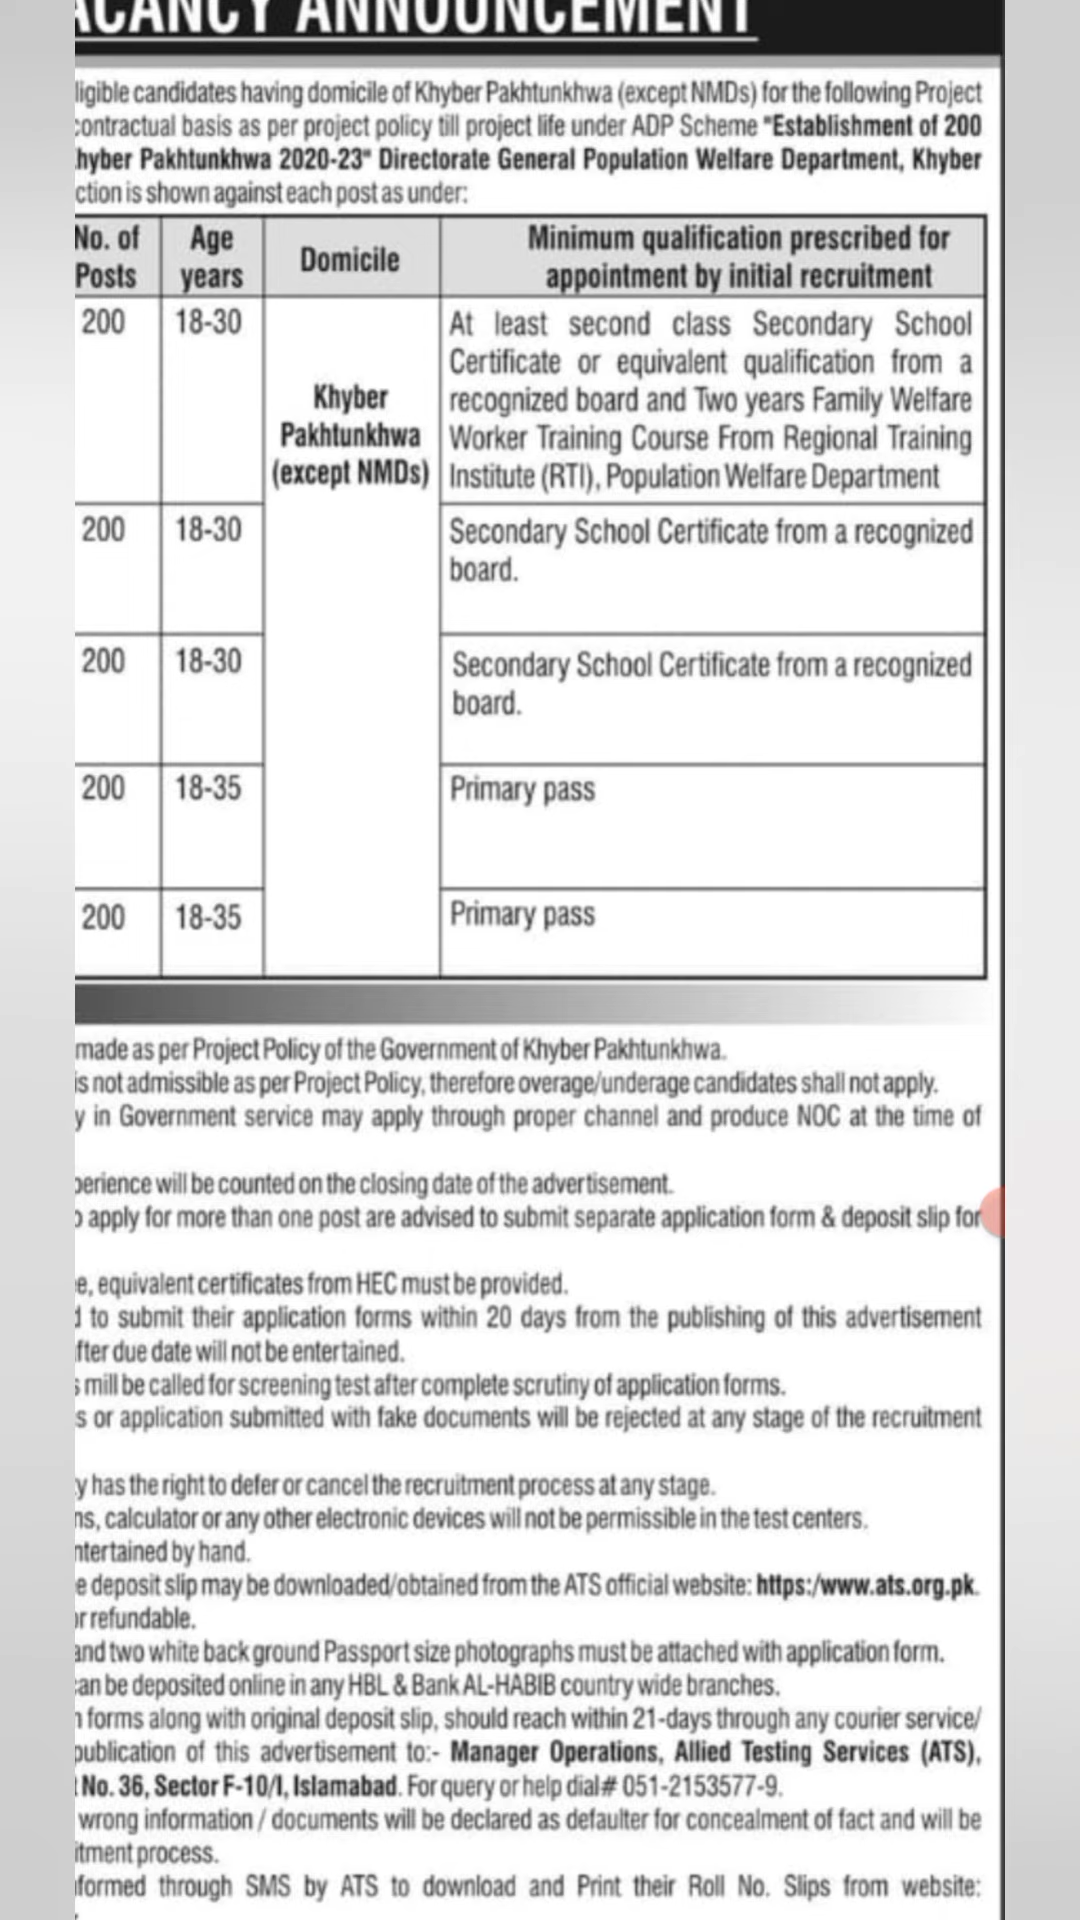 ACANCY ANNOUNCEMENT
ligible candidates having domicile of Khyber Pakhtunkhwa (except NMDs) for the following Project
contractual basis as per project policy till project life under ADP Scheme "Establishment of 200
hyber Pakhtunkhwa 2020-23" Directorate General Population Welfare Department, Khyber
ction is shown against each post as under:
No. of Posts
Age years
Domicile
Minimum qualification prescribed for
appointment by initial recruitment
200
18-30
Khyber
Pakhtunkhwa
(except NMDs)
At least second class Secondary School
Certificate or equivalent qualification from a
recognized board and Two years Family Welfare
Worker Training Course From Regional Training
Institute (RTI), Population Welfare Department
200
18-30
Secondary School Certificate from a recognized
board.
200
18-30
Secondary School Certificate from a recognized
board.
200
18-35
Primary pass
200
18-35
Primary pass
made as per Project Policy of the Government of Khyber Pakhtunkhwa.
is not admissible as per Project Policy, therefore overage/underage candidates shall not apply.
y in Government service may apply through proper channel and produce NOC at the time of
perience will be counted on the closing date of the advertisement.
o apply for more than one post are advised to submit separate application form & deposit slip for
e, equivalent certificates from HEC must be provided.
d to submit their application forms within 20 days from the publishing of this advertisement
fter due date will not be entertained.
s mill be called for screening test after complete scrutiny of application forms.
s or application submitted with fake documents will be rejected at any stage of the recruitment
y has the right to defer or cancel the recruitment process at any stage.
ns, calculator or any other electronic devices will not be permissible in the test centers.
ntertained by hand.
e deposit slip may be downloaded/obtained from the ATS official website: https:/www.ats.org.pk.
or refundable.
and two white back ground Passport size photographs must be attached with application form.
can be deposited online in any HBL & Bank AL-HABIB country wide branches.
n forms along with original deposit slip, should reach within 21-days through any courier service/
publication of this advertisement to:- Manager Operations, Allied Testing Services (ATS),
t No. 36, Sector F-10/I, Islamabad. For query or help dial# 051-2153577-9.
wrong information / documents will be declared as defaulter for concealment of fact and will be
itment process.
formed through SMS by ATS to download and Print their Roll No. Slips from website: